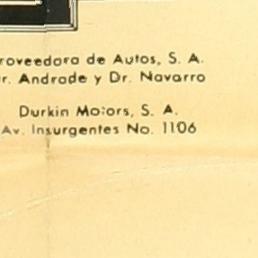 roveedora de Autos, S. A.
r. Andrade y Dr. Navarro
Durkin Motors, S. A.
Av. Insurgentes No. 1106